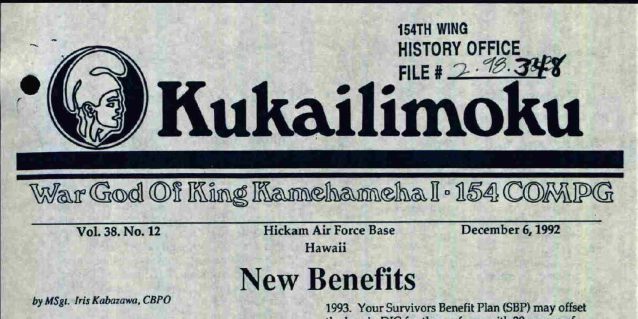 154TH WING
HISTORY OFFICE
FILE # 2.98.348
Kukailimoku
War God Of King Kamehameha I · 154 COMPG
Vol. 38. No. 12 Hickam Air Force Base December 6, 1992
Hawaii
New Benefits
by MSgt. Iris Kabazawa, CBPO
1993. Your Survivors Benefit Plan (SBP) may offset